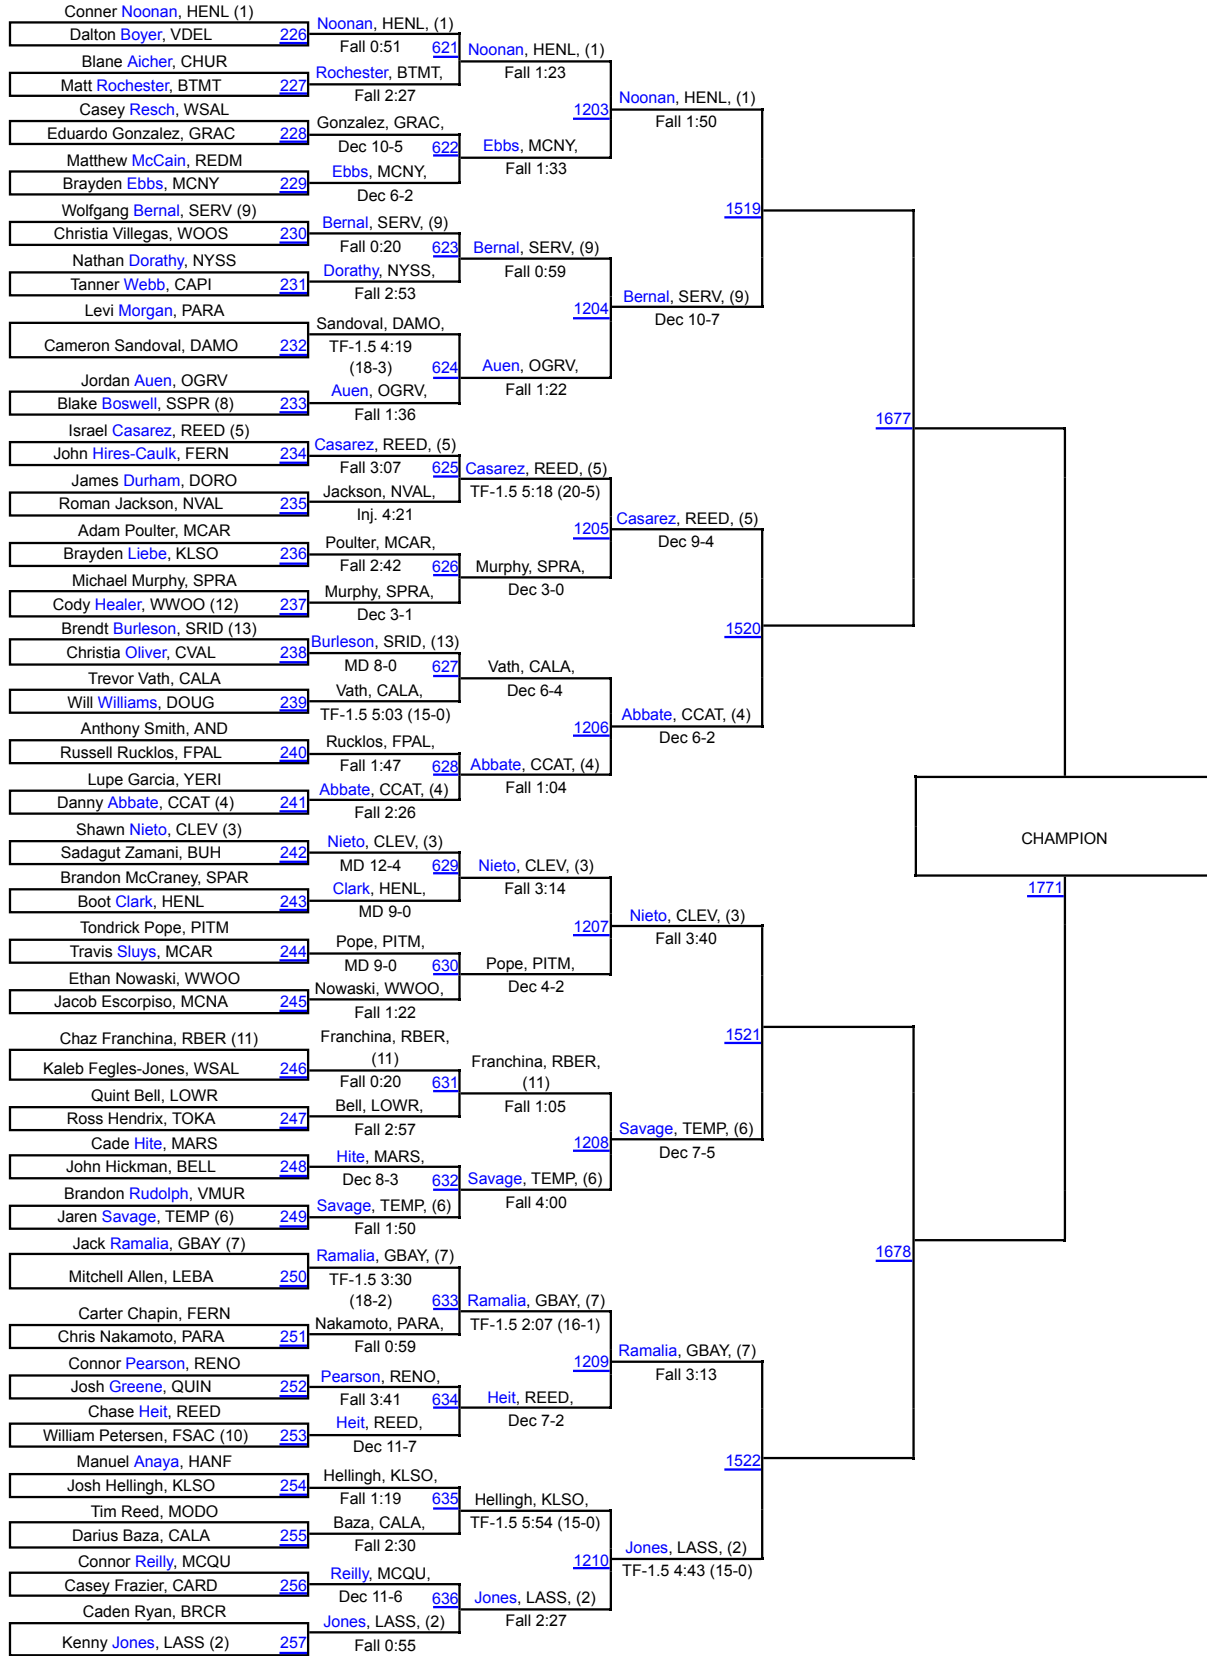 Conner Noonan, HENL (1)
Dalton Boyer, VDEL 226
Blane Aicher, CHUR
Matt Rochester, BTMT 227
Casey Resch, WSAL
Eduardo Gonzalez, GRAC 228
Matthew McCain, REDM
Brayden Ebbs, MCNY 229
Wolfgang Bernal, SERV (9)
Christia Villegas, WOOS 230
Nathan Dorathy, NYSS
Tanner Webb, CAPI 231
Levi Morgan, PARA
Cameron Sandoval, DAMO 232
Jordan Auen, OGRV
Blake Boswell, SSPR (8) 233
Israel Casarez, REED (5)
John Hires-Caulk, FERN 234
James Durham, DORO
Roman Jackson, NVAL 235
Adam Poulter, MCAR
Brayden Liebe, KLSO 236
Michael Murphy, SPRA
Cody Healer, WWOO (12) 237
Brendt Burleson, SRID (13)
Christia Oliver, CVAL 238
Trevor Vath, CALA
Will Williams, DOUG 239
Anthony Smith, AND
Russell Rucklos, FPAL 240
Lupe Garcia, YERI
Danny Abbate, CCAT (4) 241
Shawn Nieto, CLEV (3)
Sadagut Zamani, BUH 242
Brandon McCraney, SPAR
Boot Clark, HENL 243
Tondrick Pope, PITM
Travis Sluys, MCAR 244
Ethan Nowaski, WWOO
Jacob Escorpiso, MCNA 245
Chaz Franchina, RBER (11)
Kaleb Fegles-Jones, WSAL 246
Quint Bell, LOWR
Ross Hendrix, TOKA 247
Cade Hite, MARS
John Hickman, BELL 248
Brandon Rudolph, VMUR
Jaren Savage, TEMP (6) 249
Jack Ramalia, GBAY (7)
Mitchell Allen, LEBA 250
Carter Chapin, FERN
Chris Nakamoto, PARA 251
Connor Pearson, RENO
Josh Greene, QUIN 252
Chase Heit, REED
William Petersen, FSAC (10) 253
Manuel Anaya, HANF
Josh Hellingh, KLSO 254
Tim Reed, MODO
Darius Baza, CALA 255
Connor Reilly, MCQU
Casey Frazier, CARD 256
Caden Ryan, BRCR
Kenny Jones, LASS (2) 257
Noonan, HENL, (1)
Fall 0:51 621
Rochester, BTMT,
Fall 2:27
Gonzalez, GRAC,
Dec 10-5 622
Ebbs, MCNY,
Dec 6-2
Bernal, SERV, (9)
Fall 0:20 623
Dorathy, NYSS,
Fall 2:53
Sandoval, DAMO,
TF-1.5 4:19
(18-3) 624
Auen, OGRV,
Fall 1:36
Casarez, REED, (5)
Fall 3:07 625
Jackson, NVAL,
Inj. 4:21
Poulter, MCAR,
Fall 2:42 626
Murphy, SPRA,
Dec 3-1
Burleson, SRID, (13)
MD 8-0 627
Vath, CALA,
TF-1.5 5:03 (15-0)
Rucklos, FPAL,
Fall 1:47 628
Abbate, CCAT, (4)
Fall 2:26
Nieto, CLEV, (3)
MD 12-4 629
Clark, HENL,
MD 9-0
Pope, PITM,
MD 9-0 630
Nowaski, WWOO,
Fall 1:22
Franchina, RBER,
(11)
Fall 0:20 631
Bell, LOWR,
Fall 2:57
Hite, MARS,
Dec 8-3 632
Savage, TEMP, (6)
Fall 1:50
Ramalia, GBAY, (7)
TF-1.5 3:30
(18-2) 633
Nakamoto, PARA,
Fall 0:59
Pearson, RENO,
Fall 3:41 634
Heit, REED,
Dec 11-7
Hellingh, KLSO,
Fall 1:19 635
Baza, CALA,
Fall 2:30
Reilly, MCQU,
Dec 11-6 636
Jones, LASS, (2)
Fall 0:55
Noonan, HENL, (1)
Fall 1:23
1203
Ebbs, MCNY,
Fall 1:33
Bernal, SERV, (9)
Fall 0:59
1204
Auen, OGRV,
Fall 1:22
Casarez, REED, (5)
TF-1.5 5:18 (20-5)
1205
Murphy, SPRA,
Dec 3-0
Vath, CALA,
Dec 6-4
1206
Abbate, CCAT, (4)
Fall 1:04
Nieto, CLEV, (3)
Fall 3:14
1207
Pope, PITM,
Dec 4-2
Franchina, RBER,
(11)
Fall 1:05
1208
Savage, TEMP, (6)
Fall 4:00
Ramalia, GBAY, (7)
TF-1.5 2:07 (16-1)
1209
Heit, REED,
Dec 7-2
Hellingh, KLSO,
TF-1.5 5:54 (15-0)
1210
Jones, LASS, (2)
Fall 2:27
Noonan, HENL, (1)
Fall 1:50
1519
Bernal, SERV, (9)
Dec 10-7
Casarez, REED, (5)
Dec 9-4
1520
Abbate, CCAT, (4)
Dec 6-2
Nieto, CLEV, (3)
Fall 3:40
1521
Savage, TEMP, (6)
Dec 7-5
Ramalia, GBAY, (7)
Fall 3:13
1522
Jones, LASS, (2)
TF-1.5 4:43 (15-0)
1677
1678
CHAMPION
1771